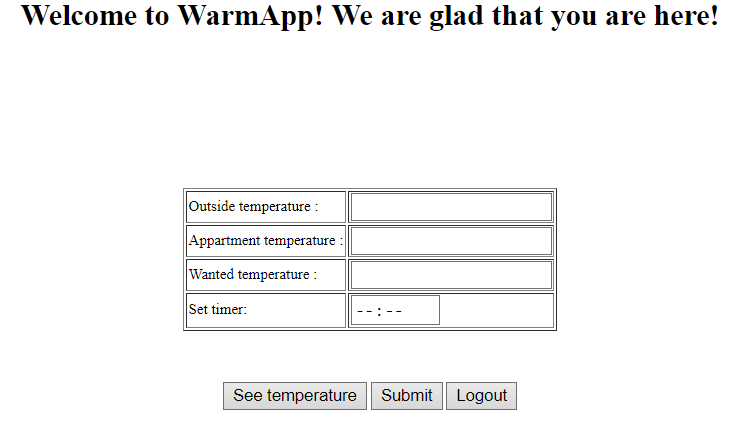 Welcome to WarmApp! We are glad that you are here!
Outside temperature :
Appartment temperature :
Wanted temperature :
Set timer: --:--
See temperature Submit Logout